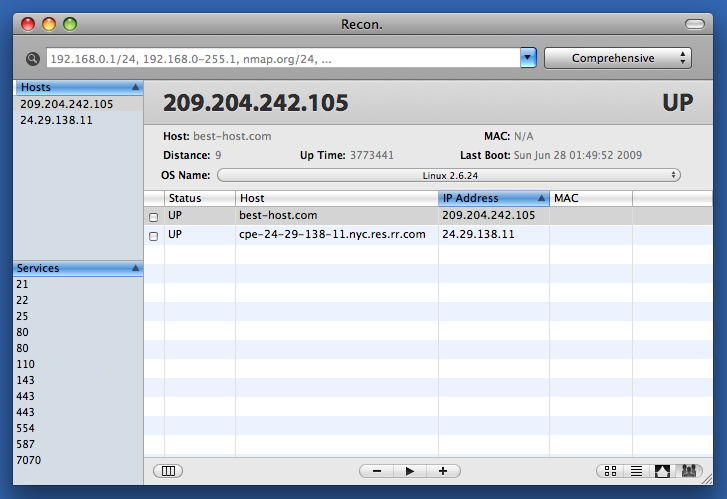 Recon.
192.168.0.1/24, 192.168.0-255.1, nmap.org/24, ...
Comprehensive
Hosts
209.204.242.105
24.29.138.11
209.204.242.105 UP
Host: best-host.com MAC: N/A
Distance: 9 Up Time: 3773441 Last Boot: Sun Jun 28 01:49:52 2009
OS Name: Linux 2.6.24
Status Host IP Address MAC
UP best-host.com 209.204.242.105
UP cpe-24-29-138-11.nyc.res.rr.com 24.29.138.11
Services
21
22
25
80
80
110
143
443
443
554
587
7070